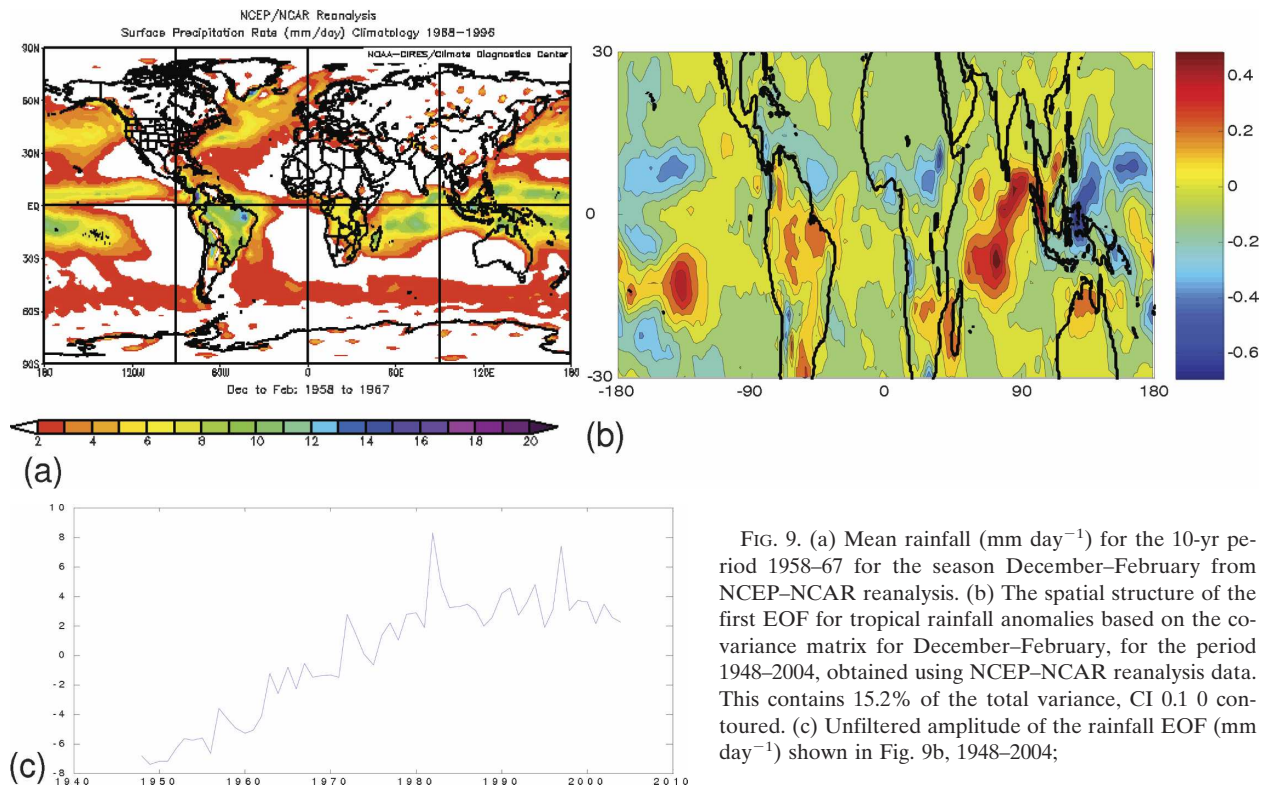 NCEP/NCAR Reanalysis
Surface Precipitation Rate (mm/day) Climatology 1968-1996
NOAA-CIRES/Climate Diagnostics Center
90N
60N
30N
EQ
30S
60S
90S
180 120W 60W 0 60E 120E 180
Dec to Feb: 1958 to 1967
2 4 6 8 10 12 14 16 18 20
(a)
30
0
-30
-180 -90 0 90 180
0.4
0.2
0
-0.2
-0.4
-0.6
(b)
10
8
6
4
2
0
-2
-4
-6
-8
1940 1950 1960 1970 1980 1990 2000 2010
(c)
FIG. 9. (a) Mean rainfall (mm day−1) for the 10-yr pe-
riod 1958–67 for the season December–February from
NCEP–NCAR reanalysis. (b) The spatial structure of the
first EOF for tropical rainfall anomalies based on the co-
variance matrix for December–February, for the period
1948–2004, obtained using NCEP–NCAR reanalysis data.
This contains 15.2% of the total variance, CI 0.1 0 con-
toured. (c) Unfiltered amplitude of the rainfall EOF (mm
day−1) shown in Fig. 9b, 1948–2004;